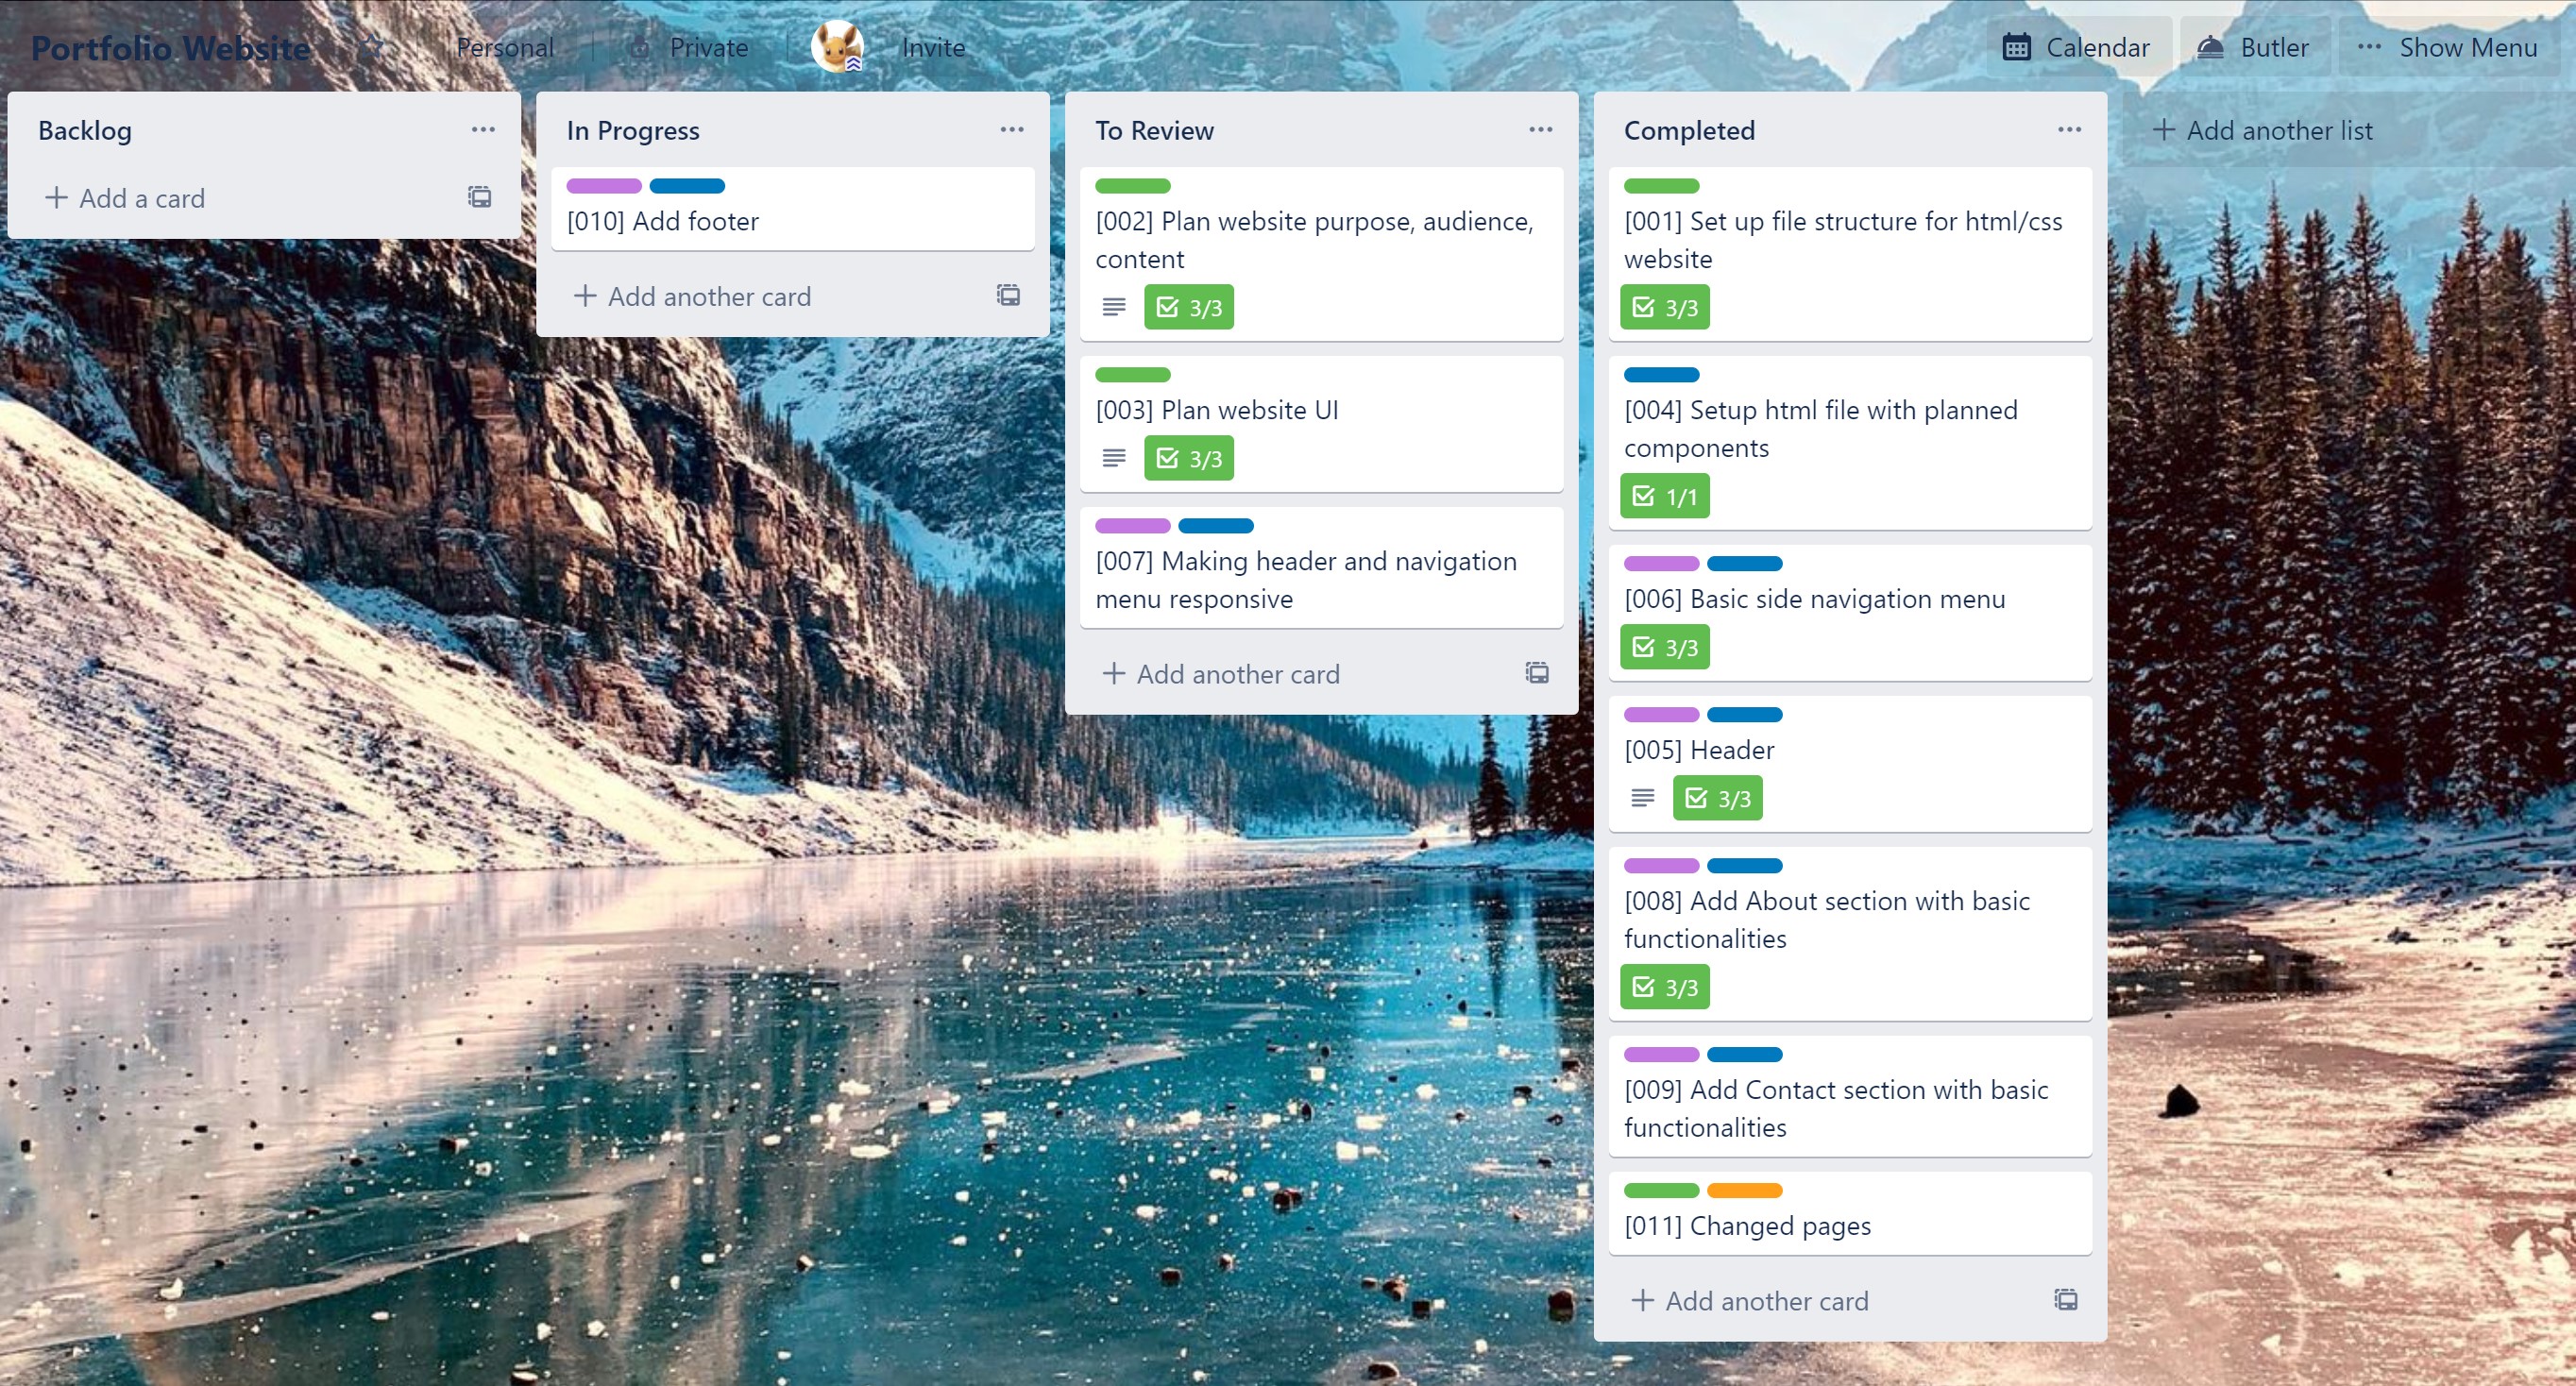 Portfolio Website
Personal
Private
Invite
Calendar
Butler
Show Menu
Backlog
Add a card
In Progress
[010] Add footer
Add another card
To Review
[002] Plan website purpose, audience,
content
3/3
[003] Plan website UI
3/3
[007] Making header and navigation
menu responsive
Add another card
Completed
[001] Set up file structure for html/css
website
3/3
[004] Setup html file with planned
components
1/1
[006] Basic side navigation menu
3/3
[005] Header
3/3
[008] Add About section with basic
functionalities
3/3
[009] Add Contact section with basic
functionalities
[011] Changed pages
Add another card
Add another list